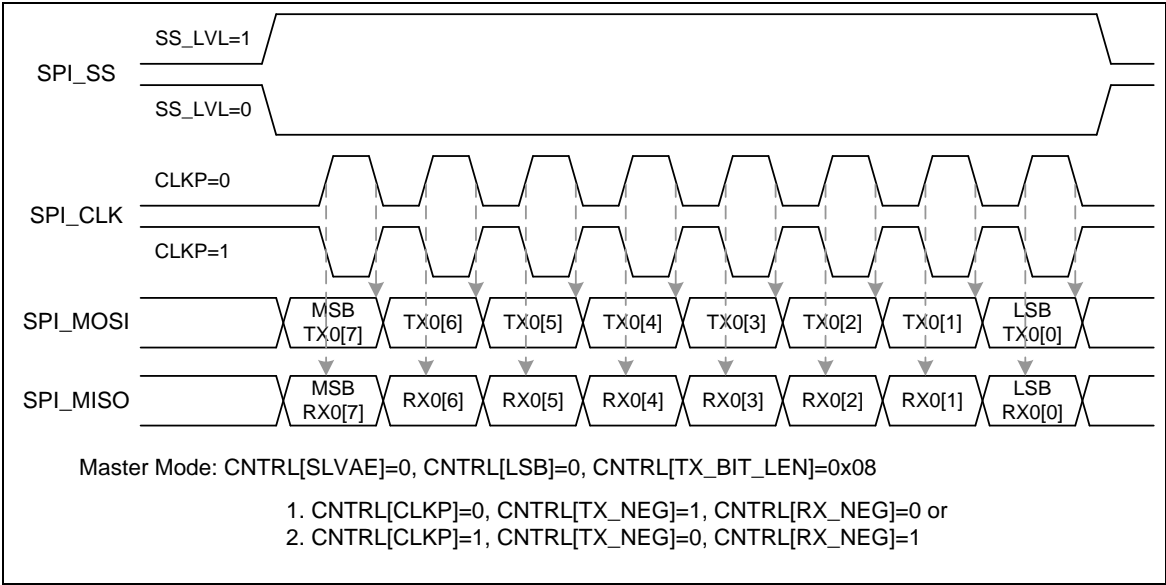 SS_LVL=1
SPI_SS
SS_LVL=0
CLKP=0
SPI_CLK
CLKP=1
SPI_MOSI
MSB
TX0[7]
TX0[6]
TX0[5]
TX0[4]
TX0[3]
TX0[2]
TX0[1]
LSB
TX0[0]
SPI_MISO
MSB
RX0[7]
RX0[6]
RX0[5]
RX0[4]
RX0[3]
RX0[2]
RX0[1]
LSB
RX0[0]
Master Mode: CNTRL[SLVAE]=0, CNTRL[LSB]=0, CNTRL[TX_BIT_LEN]=0x08
1. CNTRL[CLKP]=0, CNTRL[TX_NEG]=1, CNTRL[RX_NEG]=0 or
2. CNTRL[CLKP]=1, CNTRL[TX_NEG]=0, CNTRL[RX_NEG]=1